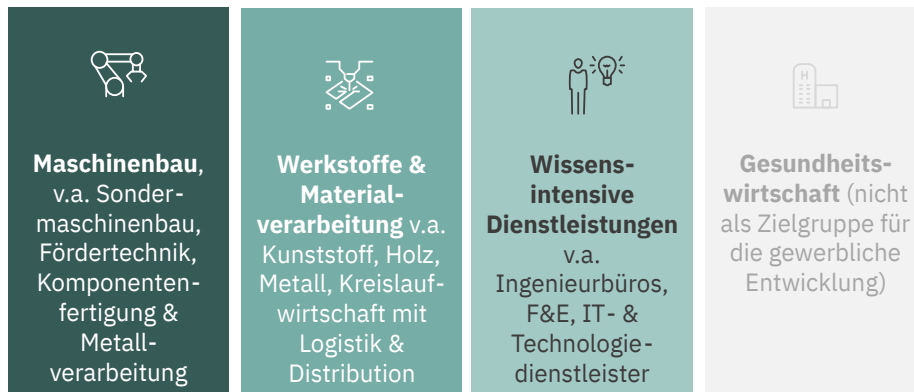 Maschinenbau,
v.a. Sonder-
maschinenbau,
Fördertechnik,
Komponenten-
fertigung &
Metall-
verarbeitung
Werkstoffe &
Material-
verarbeitung v.a.
Kunststoff, Holz,
Metall, Kreislauf-
wirtschaft mit
Logistik &
Distribution
Wissens-
intensive
Dienstleistungen
v.a.
Ingenieurbüros,
F&E, IT- &
Technologie-
dienstleister
H
Gesundheits-
wirtschaft (nicht
als Zielgruppe für
die gewerbliche
Entwicklung)